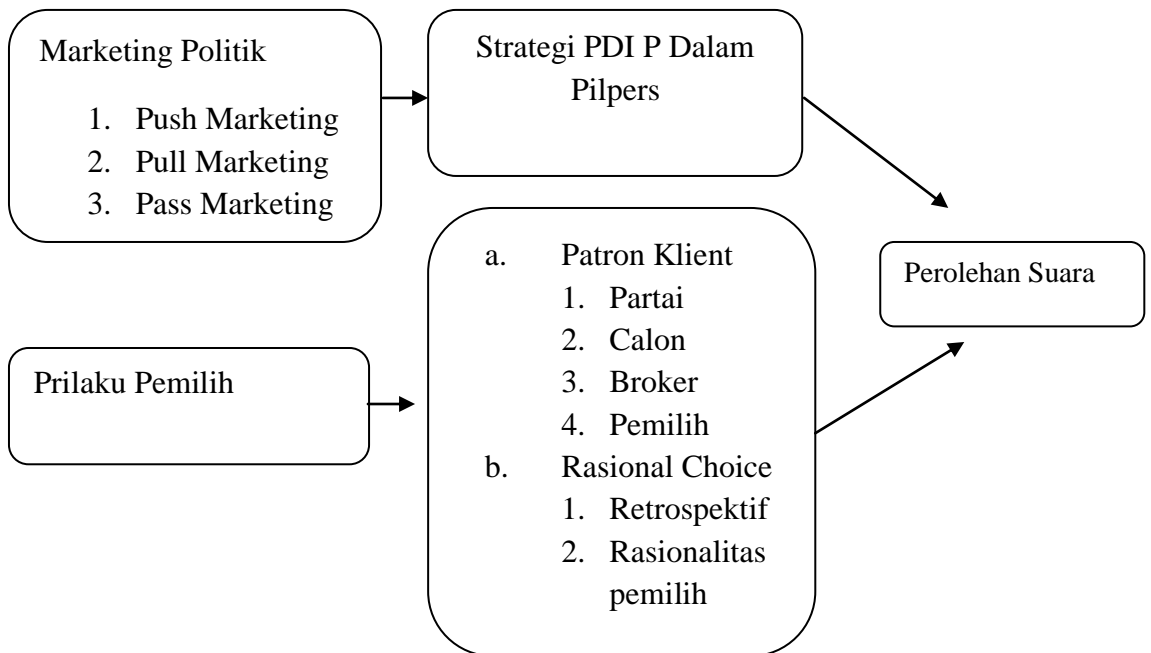 Marketing Politik
1. Push Marketing
2. Pull Marketing
3. Pass Marketing
Strategi PDI P Dalam
Pilpers
a. Patron Klient
1. Partai
2. Calon
3. Broker
4. Pemilih
b. Rasional Choice
1. Retrospektif
2. Rasionalitas
pemilih
Prilaku Pemilih
Perolehan Suara